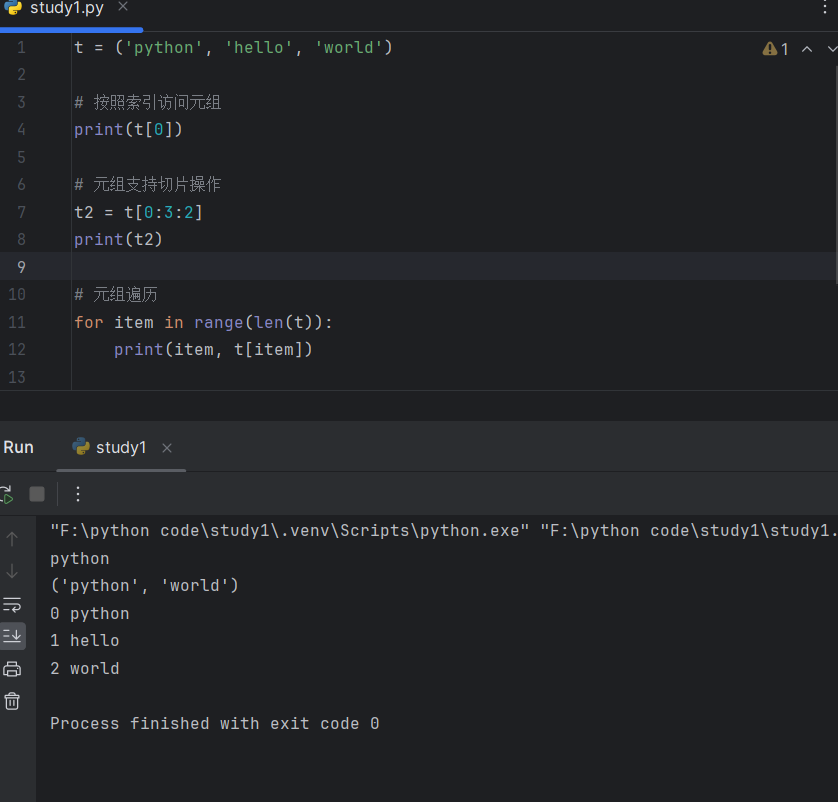 study1.py
1 t = ('python', 'hello', 'world')
1
2
3 # 按照索引访问元组
4 print(t[0])
5
6 # 元组支持切片操作
7 t2 = t[0:3:2]
8 print(t2)
9
10 # 元组遍历
11 for item in range(len(t)):
12     print(item, t[item])
13
Run study1
"F:\python code\study1\.venv\Scripts\python.exe" "F:\python code\study1\study1.
python
('python', 'world')
0 python
1 hello
2 world
Process finished with exit code 0